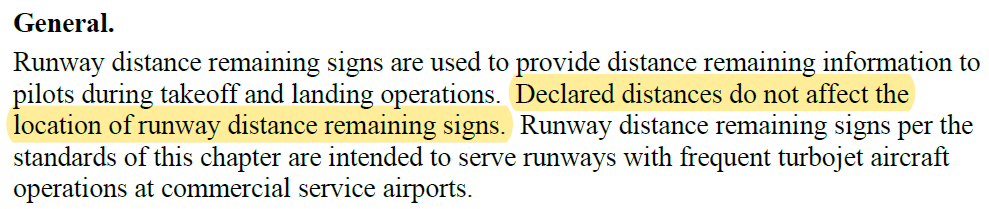 General.
Runway distance remaining signs are used to provide distance remaining information to
pilots during takeoff and landing operations. Declared distances do not affect the
location of runway distance remaining signs. Runway distance remaining signs per the
standards of this chapter are intended to serve runways with frequent turbojet aircraft
operations at commercial service airports.